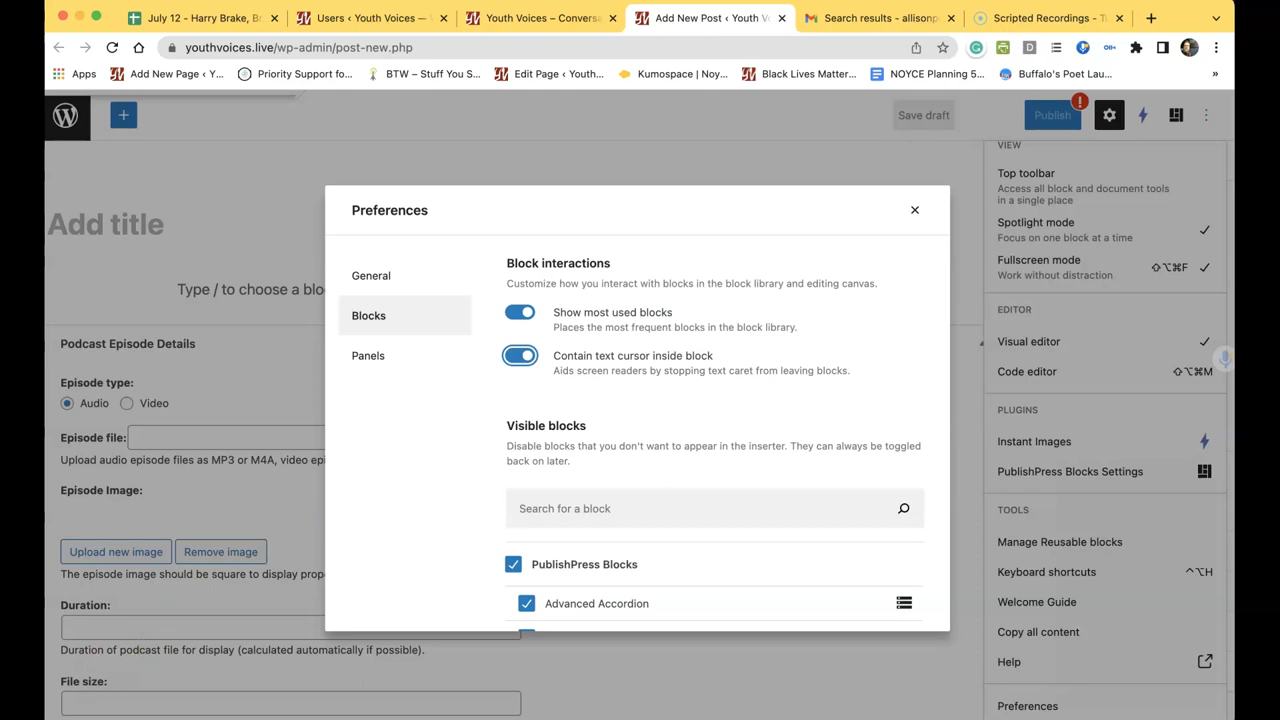 July 12 - Harry Brake, B
Users ‹ Youth Voices —
Youth Voices – Convers
Add New Post ‹ Youth V
Search results - allisonp
Scripted Recordings - T
youthvoices.live/wp-admin/post-new.php
Apps
Add New Page ‹ Y...
Priority Support fo...
BTW – Stuff You S...
Edit Page ‹ Youth...
Kumospace | Noy...
Black Lives Matter...
NOYCE Planning 5...
Buffalo's Poet Lau...
»
Save draft
Publish
!
Add title
Type / to choose a blo
Podcast Episode Details
Episode type:
Audio
Video
Episode file:
Upload audio episode files as MP3 or M4A, video epi
Episode Image:
Upload new image
Remove image
The episode image should be square to display prope
Duration:
Duration of podcast file for display (calculated automatically if possible).
File size:
Preferences
General
Blocks
Panels
Block interactions
Customize how you interact with blocks in the block library and editing canvas.
Show most used blocks
Places the most frequent blocks in the block library.
Contain text cursor inside block
Aids screen readers by stopping text caret from leaving blocks.
Visible blocks
Disable blocks that you don't want to appear in the inserter. They can always be toggled
back on later.
Search for a block
PublishPress Blocks
Advanced Accordion
VIEW
Top toolbar
Access all block and document tools
in a single place
Spotlight mode
Focus on one block at a time
Fullscreen mode
Work without distraction
⇧⌥⌘F
EDITOR
Visual editor
Code editor
⇧⌥⌘M
PLUGINS
Instant Images
PublishPress Blocks Settings
TOOLS
Manage Reusable blocks
Keyboard shortcuts
⌃⌥H
Welcome Guide
Copy all content
Help
Preferences